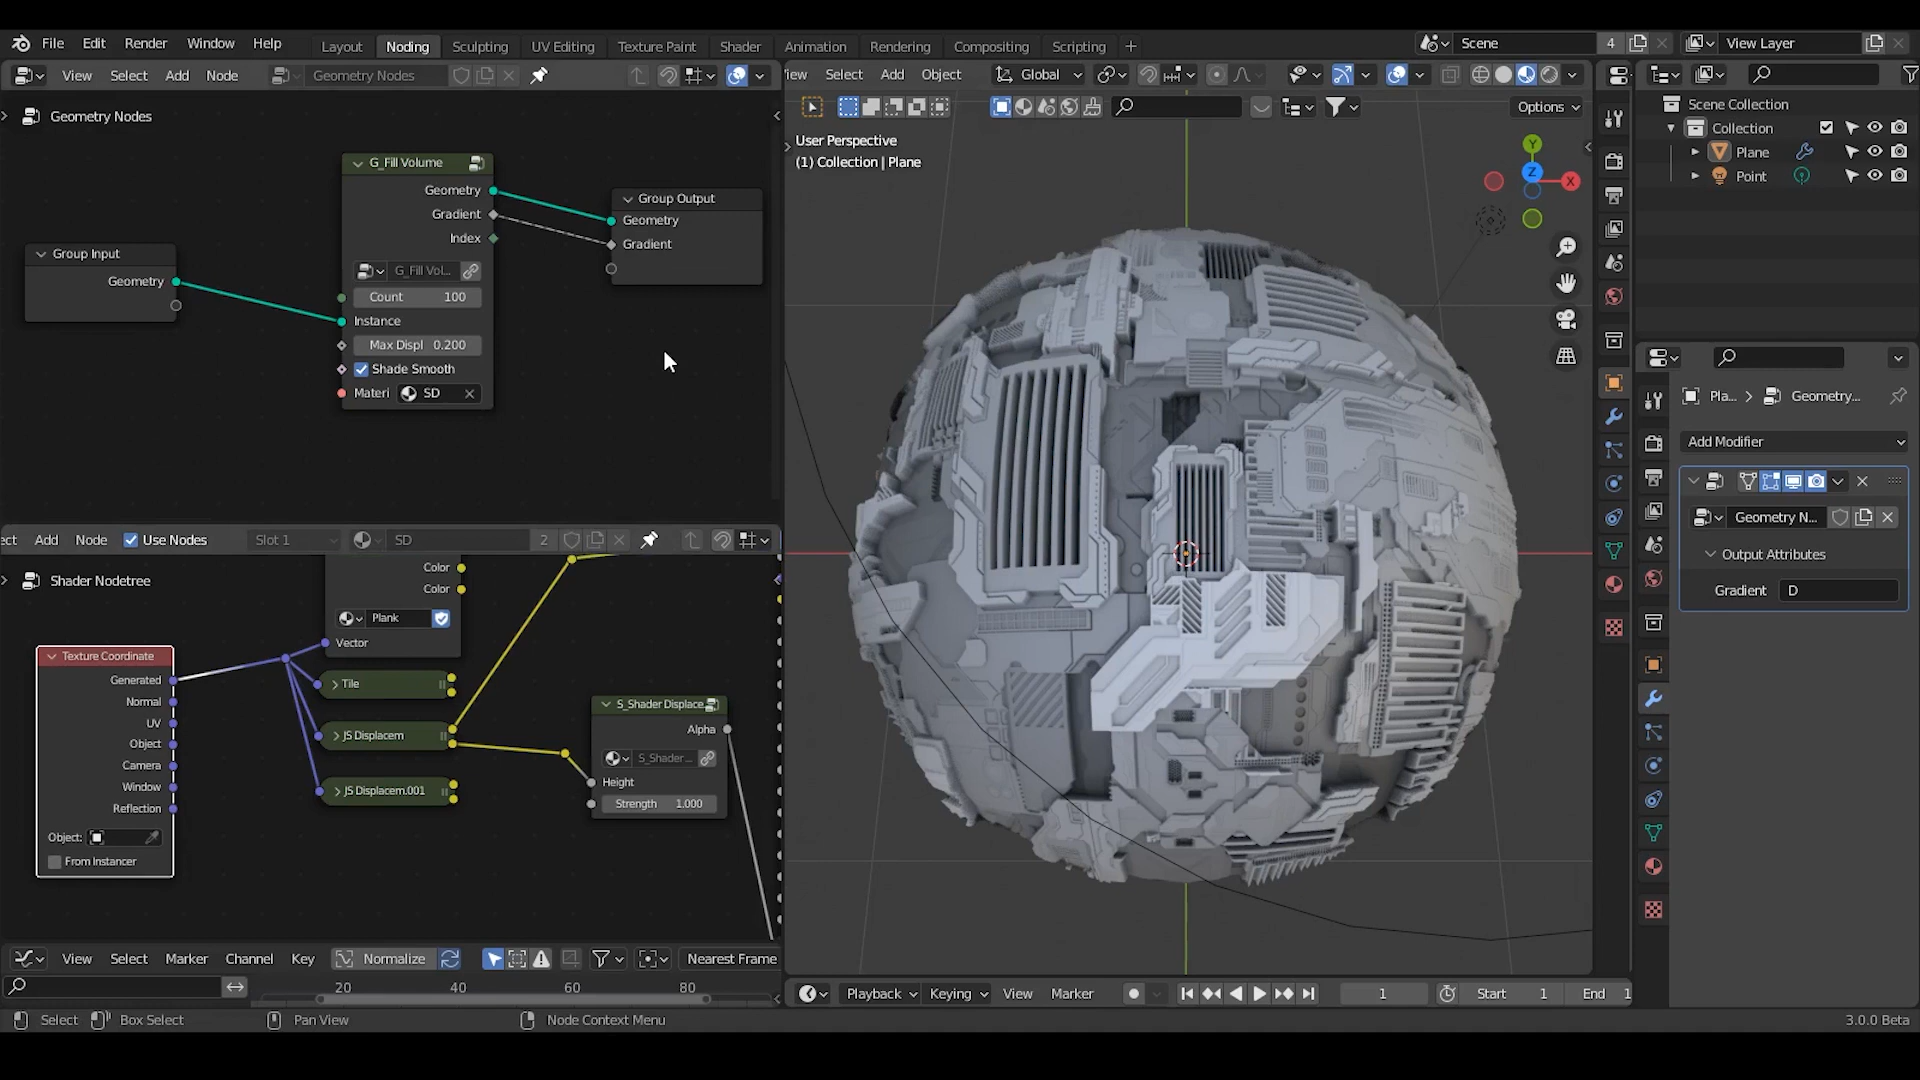 File Edit Render Window Help Layout Noding Sculpting UV Editing Texture Paint Shader Animation Rendering Compositing Scripting + Scene 4 View Layer
View Select Add Node Geometry Nodes
iew Select Add Object Global
Options
Geometry Nodes
User Perspective
(1) Collection | Plane
Y
Z
X
Group Input
Geometry
G_Fill Volume
Geometry
Gradient
Index
G_Fill Vol...
Count 100
Instance
Max Displ 0.200
Shade Smooth
Materi SD
Group Output
Geometry
Gradient
Scene Collection
Collection
Plane
Point
Pla... > Geometry...
Add Modifier
Geometry N...
Output Attributes
Gradient D
ect Add Node Use Nodes Slot 1 SD 2
Shader Nodetree
Color
Color
Plank
Vector
Texture Coordinate
Generated
Normal
UV
Object
Camera
Window
Reflection
Object:
From Instancer
Tile
JS Displacem
JS Displacem.001
S_Shader Displace
Alpha
S_Shader...
Height
Strength 1.000
View Select Marker Channel Key Normalize Nearest Frame
20 40 60 80
Playback Keying View Marker 1 Start 1 End 1
Select Box Select Pan View Node Context Menu 3.0.0 Beta